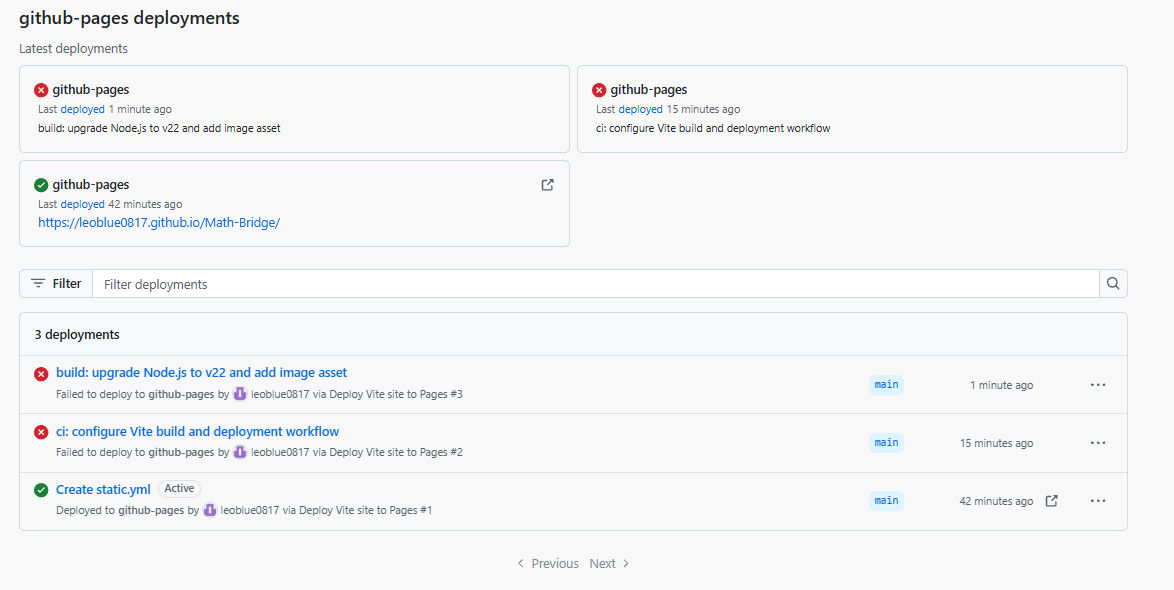 github-pages deployments
Latest deployments
github-pages
Last deployed 1 minute ago
build: upgrade Node.js to v22 and add image asset
github-pages
Last deployed 15 minutes ago
ci: configure Vite build and deployment workflow
github-pages
Last deployed 42 minutes ago
https://leoblue0817.github.io/Math-Bridge/
Filter Filter deployments
3 deployments
build: upgrade Node.js to v22 and add image asset
Failed to deploy to github-pages by leoblue0817 via Deploy Vite site to Pages #3
main 1 minute ago
ci: configure Vite build and deployment workflow
Failed to deploy to github-pages by leoblue0817 via Deploy Vite site to Pages #2
main 15 minutes ago
Create static.yml Active
Deployed to github-pages by leoblue0817 via Deploy Vite site to Pages #1
main 42 minutes ago
Previous Next